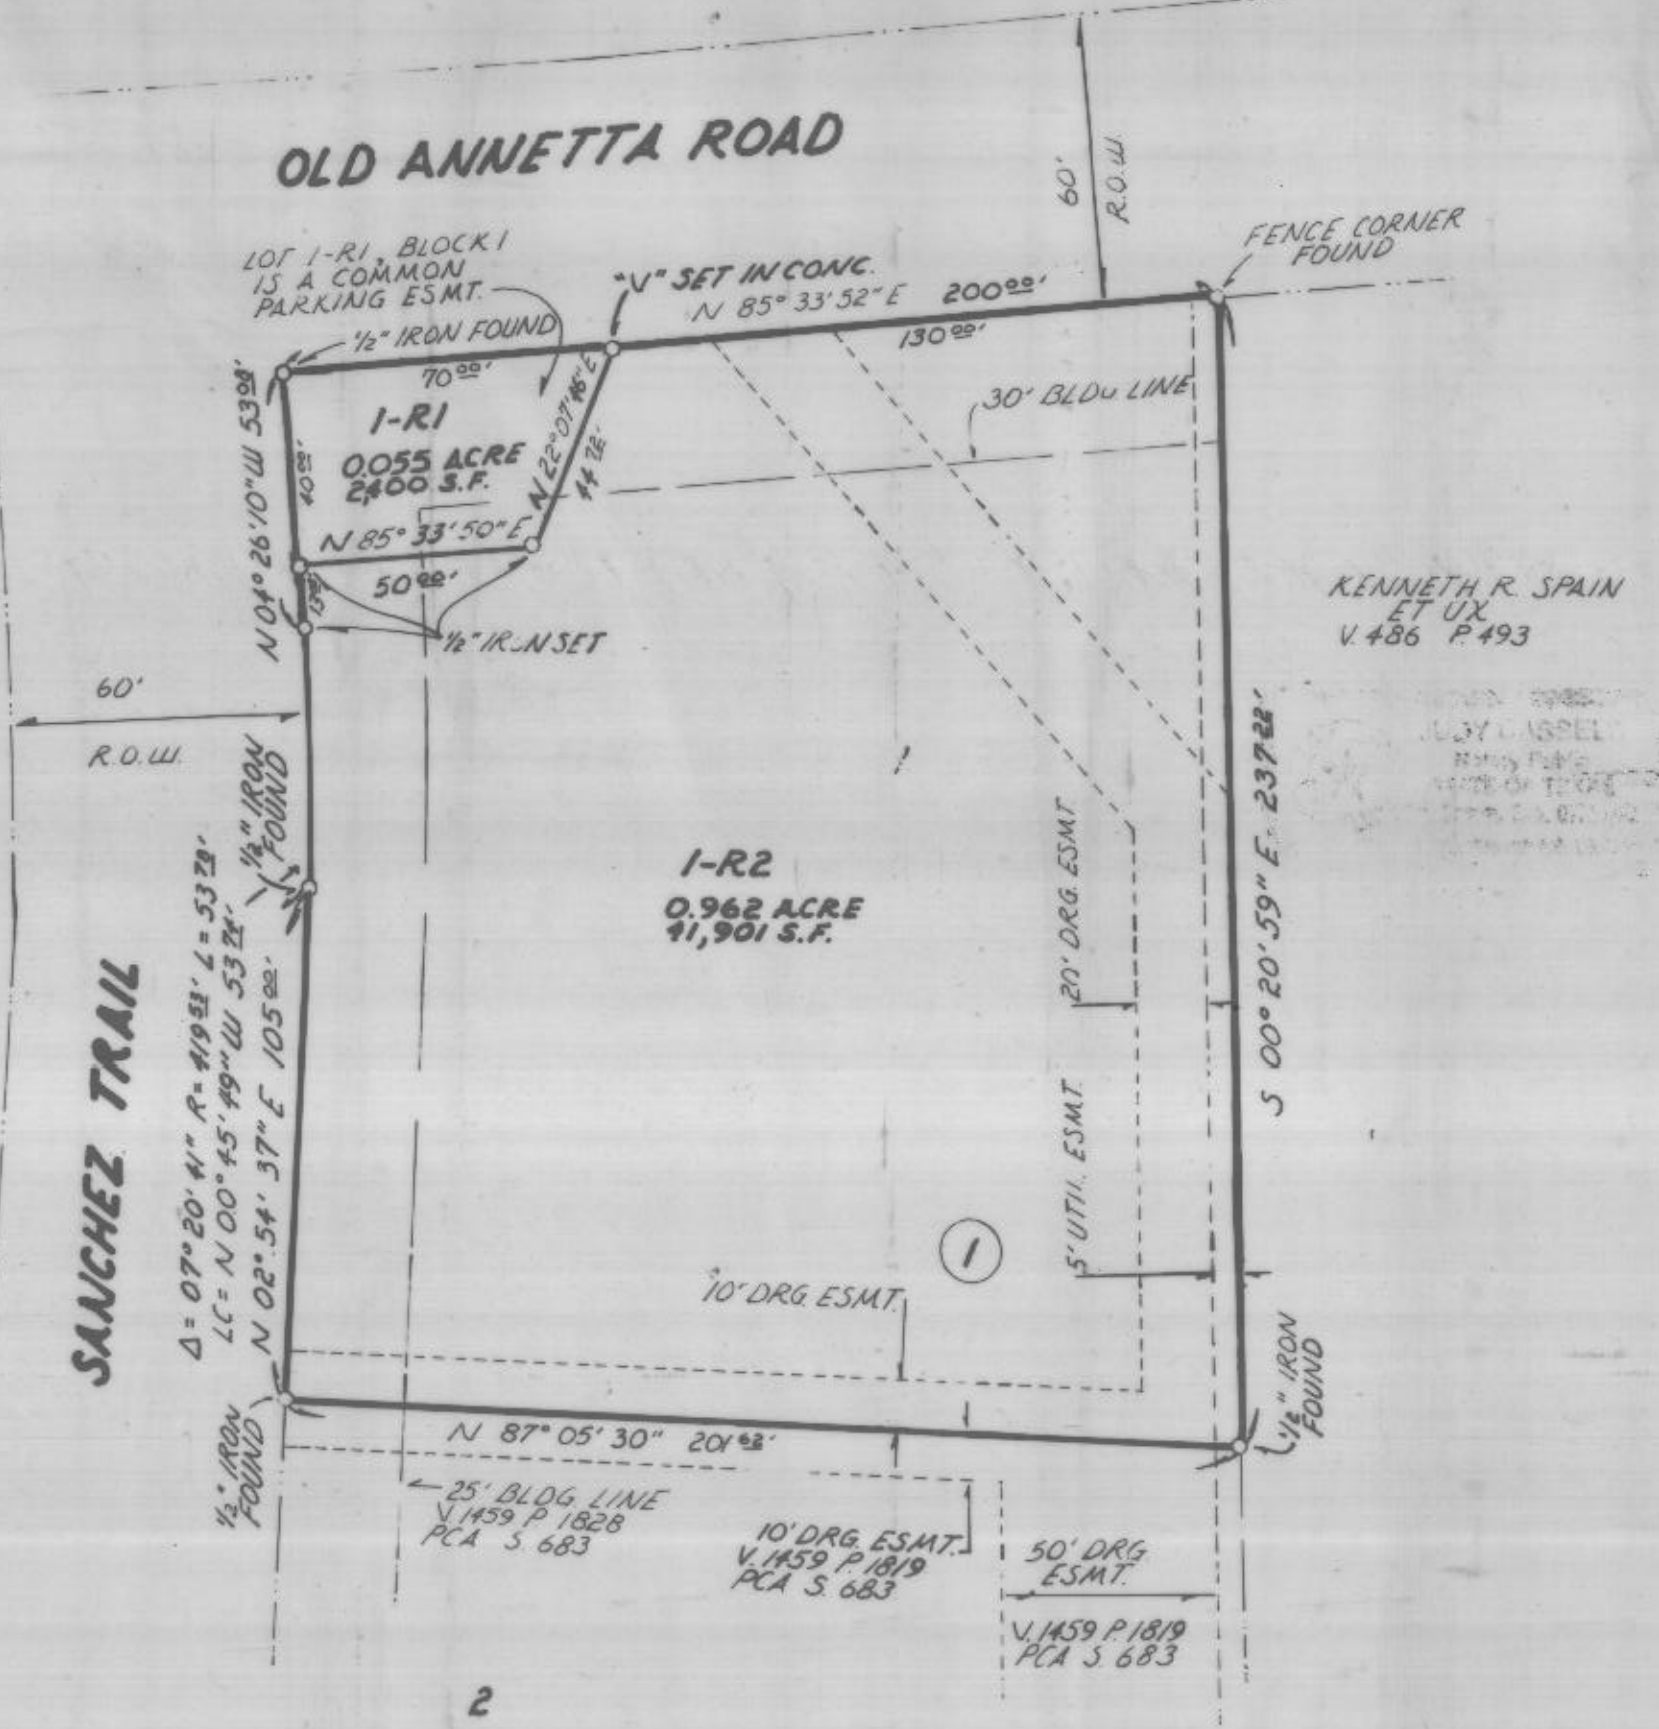 OLD ANNETTA ROAD
60'
R.O.W.
FENCE CORNER
FOUND
LOT 1-R1, BLOCK 1
IS A COMMON
PARKING ESMT.
"V" SET IN CONC.
N 85° 33' 52" E 200.00'
130.00'
1/2" IRON FOUND
70.00'
1-R1
0.055 ACRE
2,400 S.F.
N 22° 07' 46" E
44.72'
30' BLDG LINE
N 04° 26' 10" W 53.00'
40.00'
N 85° 33' 50" E
50.00'
13.00'
1/2" IRON SET
KENNETH R. SPAIN
ET UX
V. 486 P. 493
60'
R.O.W.
1/2" IRON
FOUND
S 00° 20' 59" E 237.22'
1-R2
0.962 ACRE
41,901 S.F.
20' DRG. ESMT
SANCHEZ TRAIL
Δ = 07° 20' 41" R = 419.53' L = 53.78'
LC = N 00° 45' 49" W 53.74'
N 02° 54' 37" E 105.00'
5' UTIL. ESMT.
1
10' DRG. ESMT.
1/2" IRON
FOUND
1/2" IRON
FOUND
N 87° 05' 30" 201.62'
25' BLDG. LINE
V. 1459 P. 1828
PCA S. 683
10' DRG. ESMT.
V. 1459 P. 1819
PCA S. 683
50' DRG
ESMT.
V. 1459 P. 1819
PCA S. 683
2